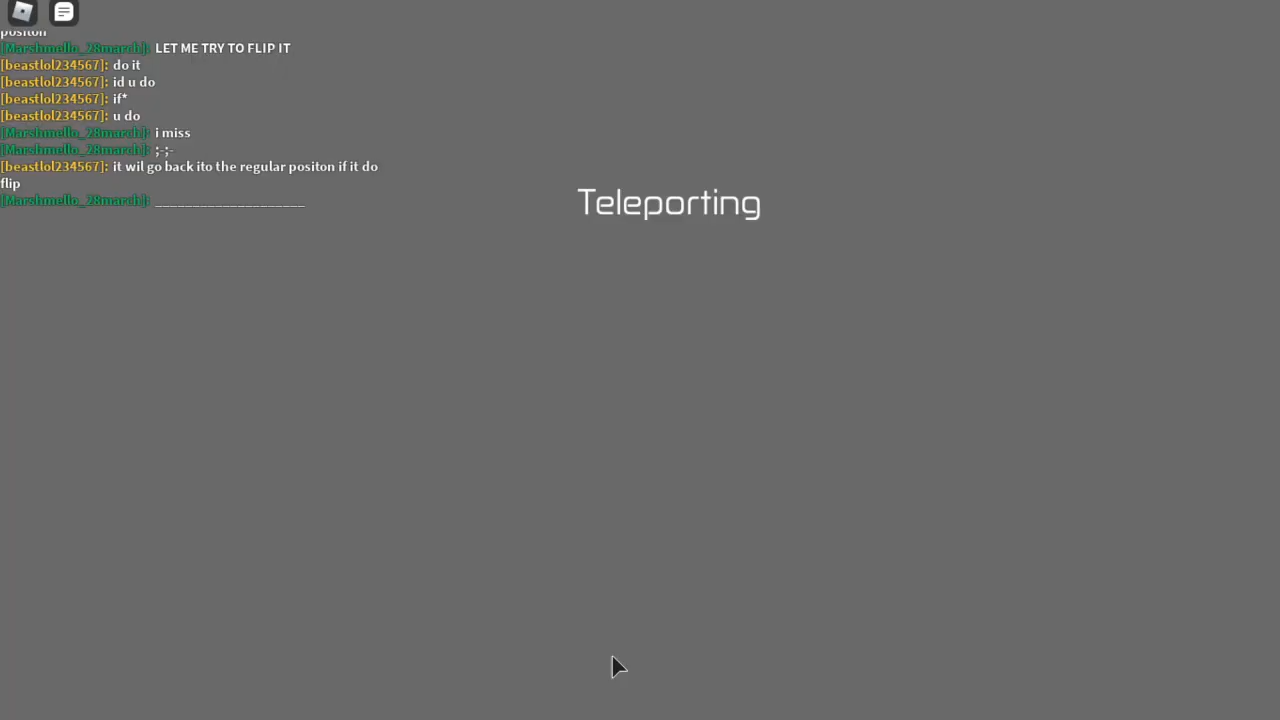 positon
[Marshmello_28march]: LET ME TRY TO FLIP IT
[beastlol234567]: do it
[beastlol234567]: id u do
[beastlol234567]: if*
[beastlol234567]: u do
[Marshmello_28march]: i miss
[Marshmello_28march]: ;-;-
[beastlol234567]: it wil go back ito the regular positon if it do
flip
[Marshmello_28march]: ____________________
Teleporting